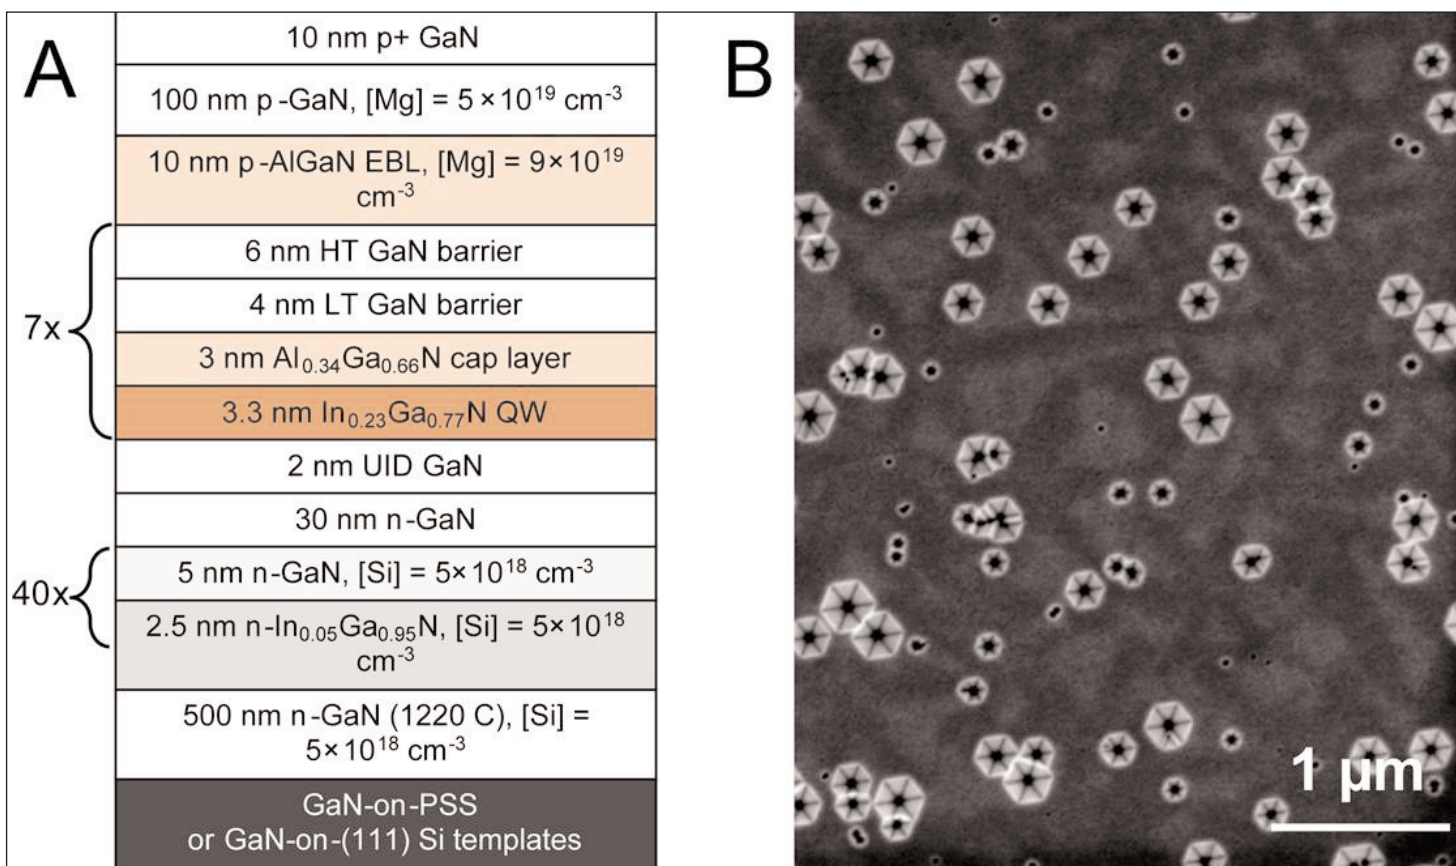 A
10 nm p+ GaN
100 nm p-GaN, [Mg] = 5×10¹⁹ cm⁻³
10 nm p-AlGaN EBL, [Mg] = 9×10¹⁹
cm⁻³
7x
6 nm HT GaN barrier
4 nm LT GaN barrier
3 nm Al₀.₃₄Ga₀.₆₆N cap layer
3.3 nm In₀.₂₃Ga₀.₇₇N QW
2 nm UID GaN
30 nm n-GaN
40x
5 nm n-GaN, [Si] = 5×10¹⁸ cm⁻³
2.5 nm n-In₀.₀₅Ga₀.₉₅N, [Si] = 5×10¹⁸
cm⁻³
500 nm n-GaN (1220 C), [Si] =
5×10¹⁸ cm⁻³
GaN-on-PSS
or GaN-on-(111) Si templates
B
1 µm